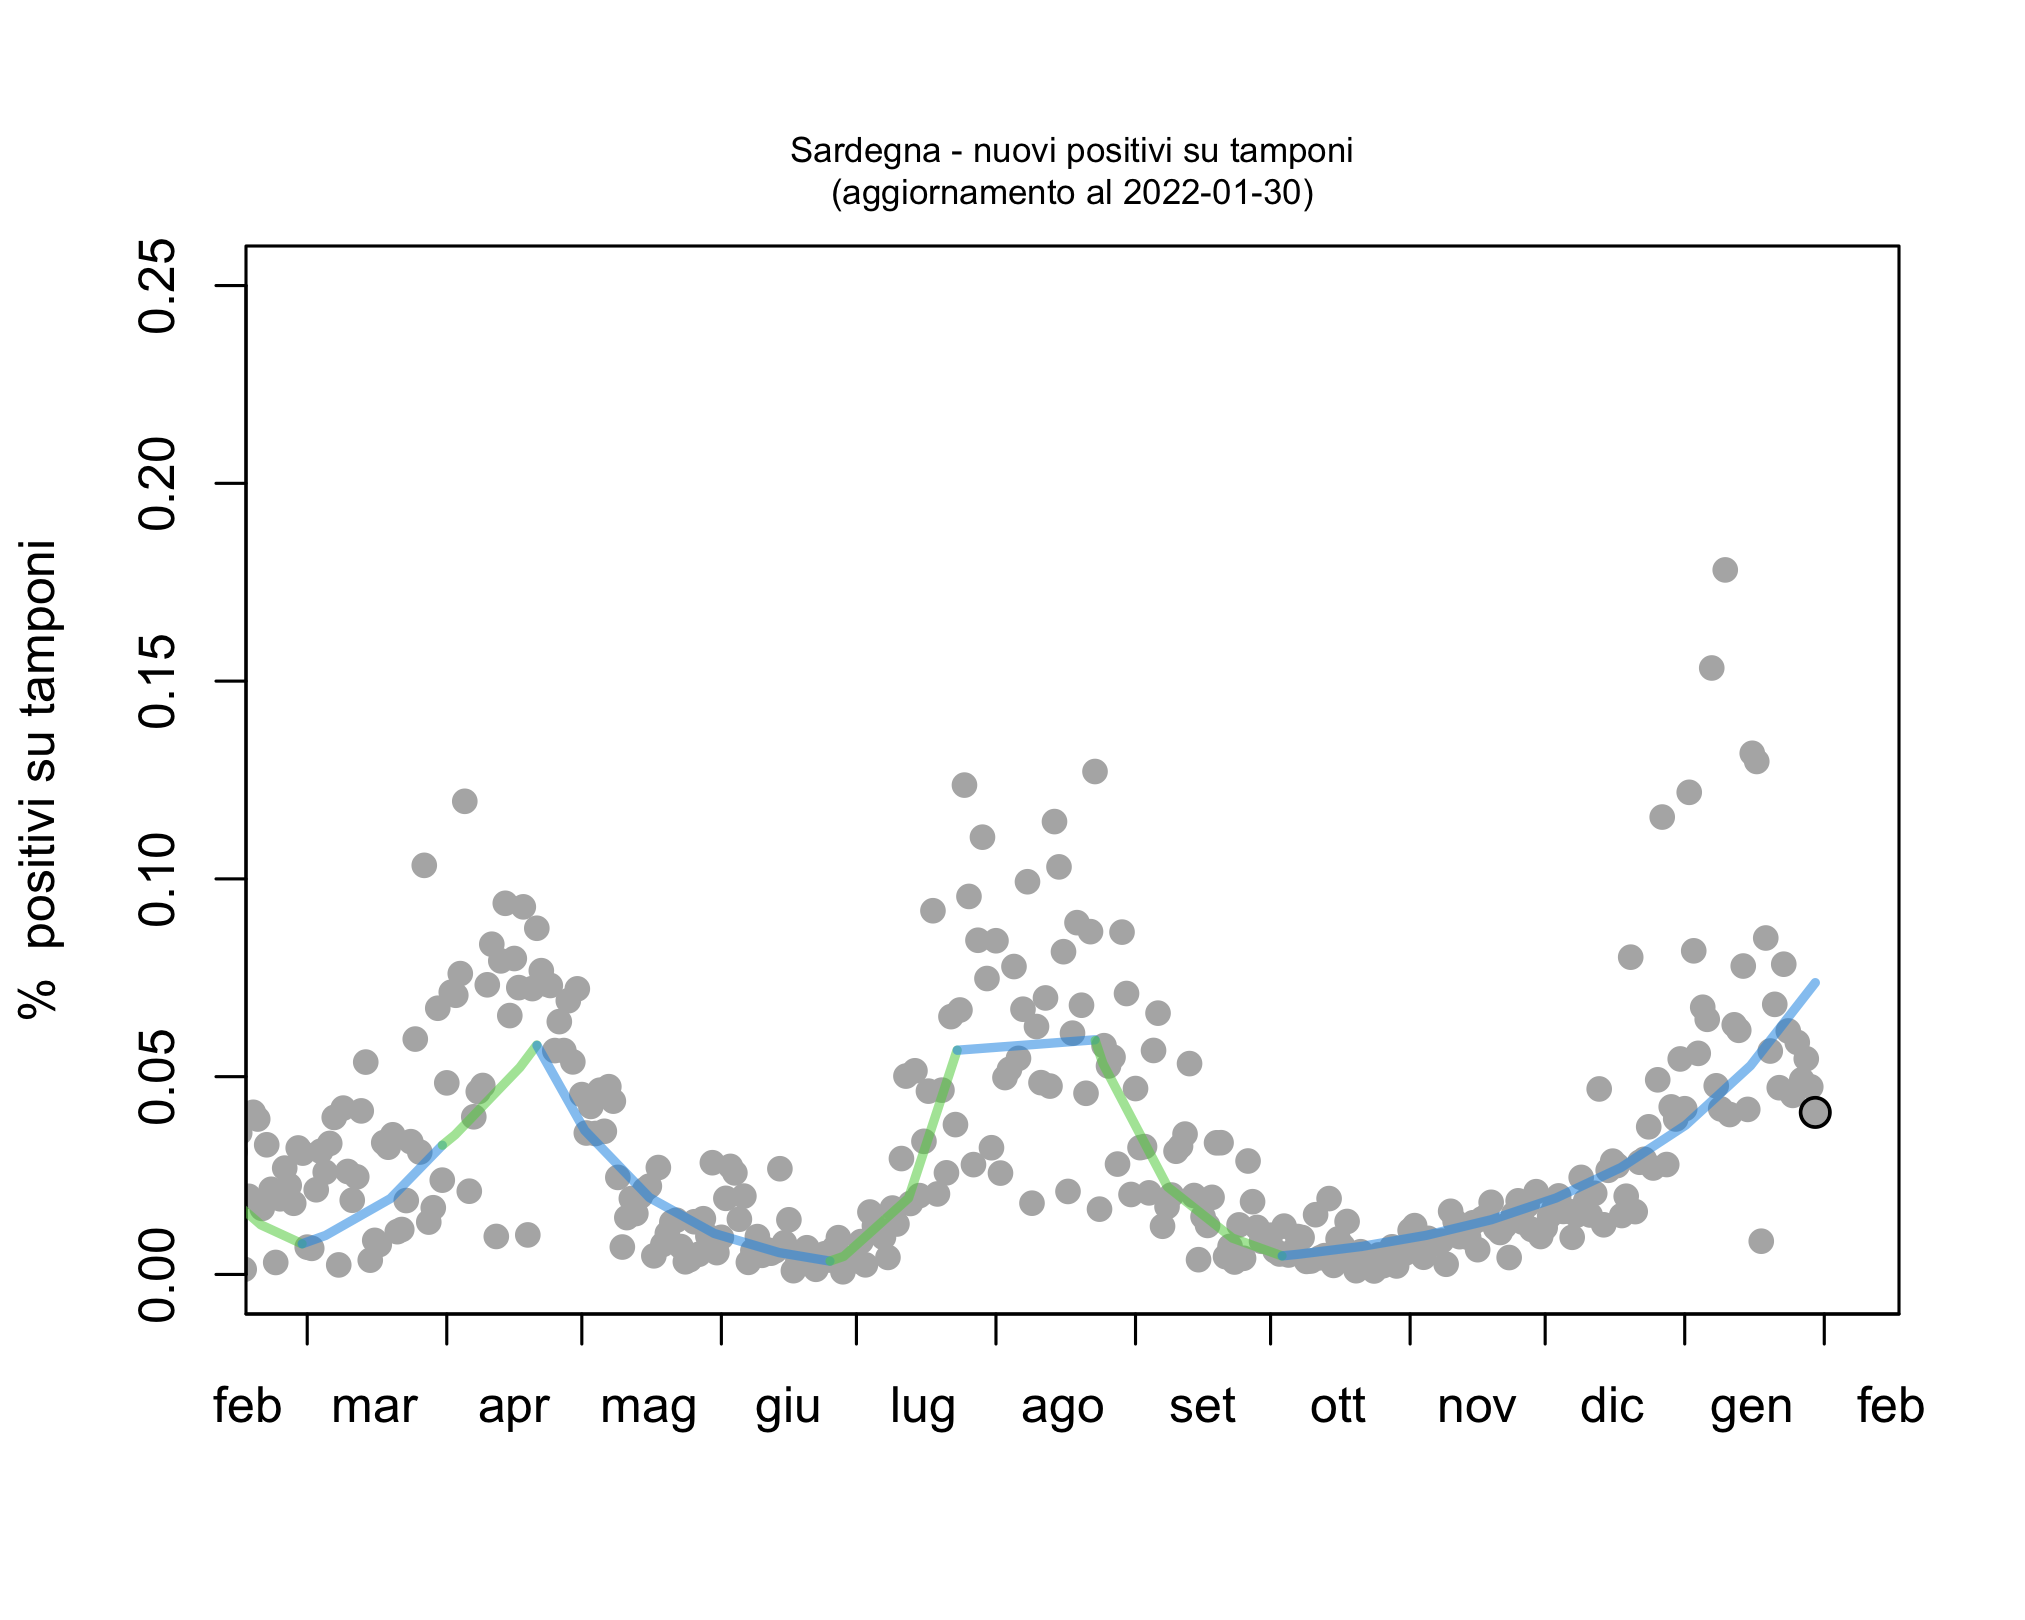 Sardegna - nuovi positivi su tamponi
(aggiornamento al 2022-01-30)
% positivi su tamponi
0.25
0.20
0.15
0.10
0.05
0.00
feb mar apr mag giu lug ago set ott nov dic gen feb